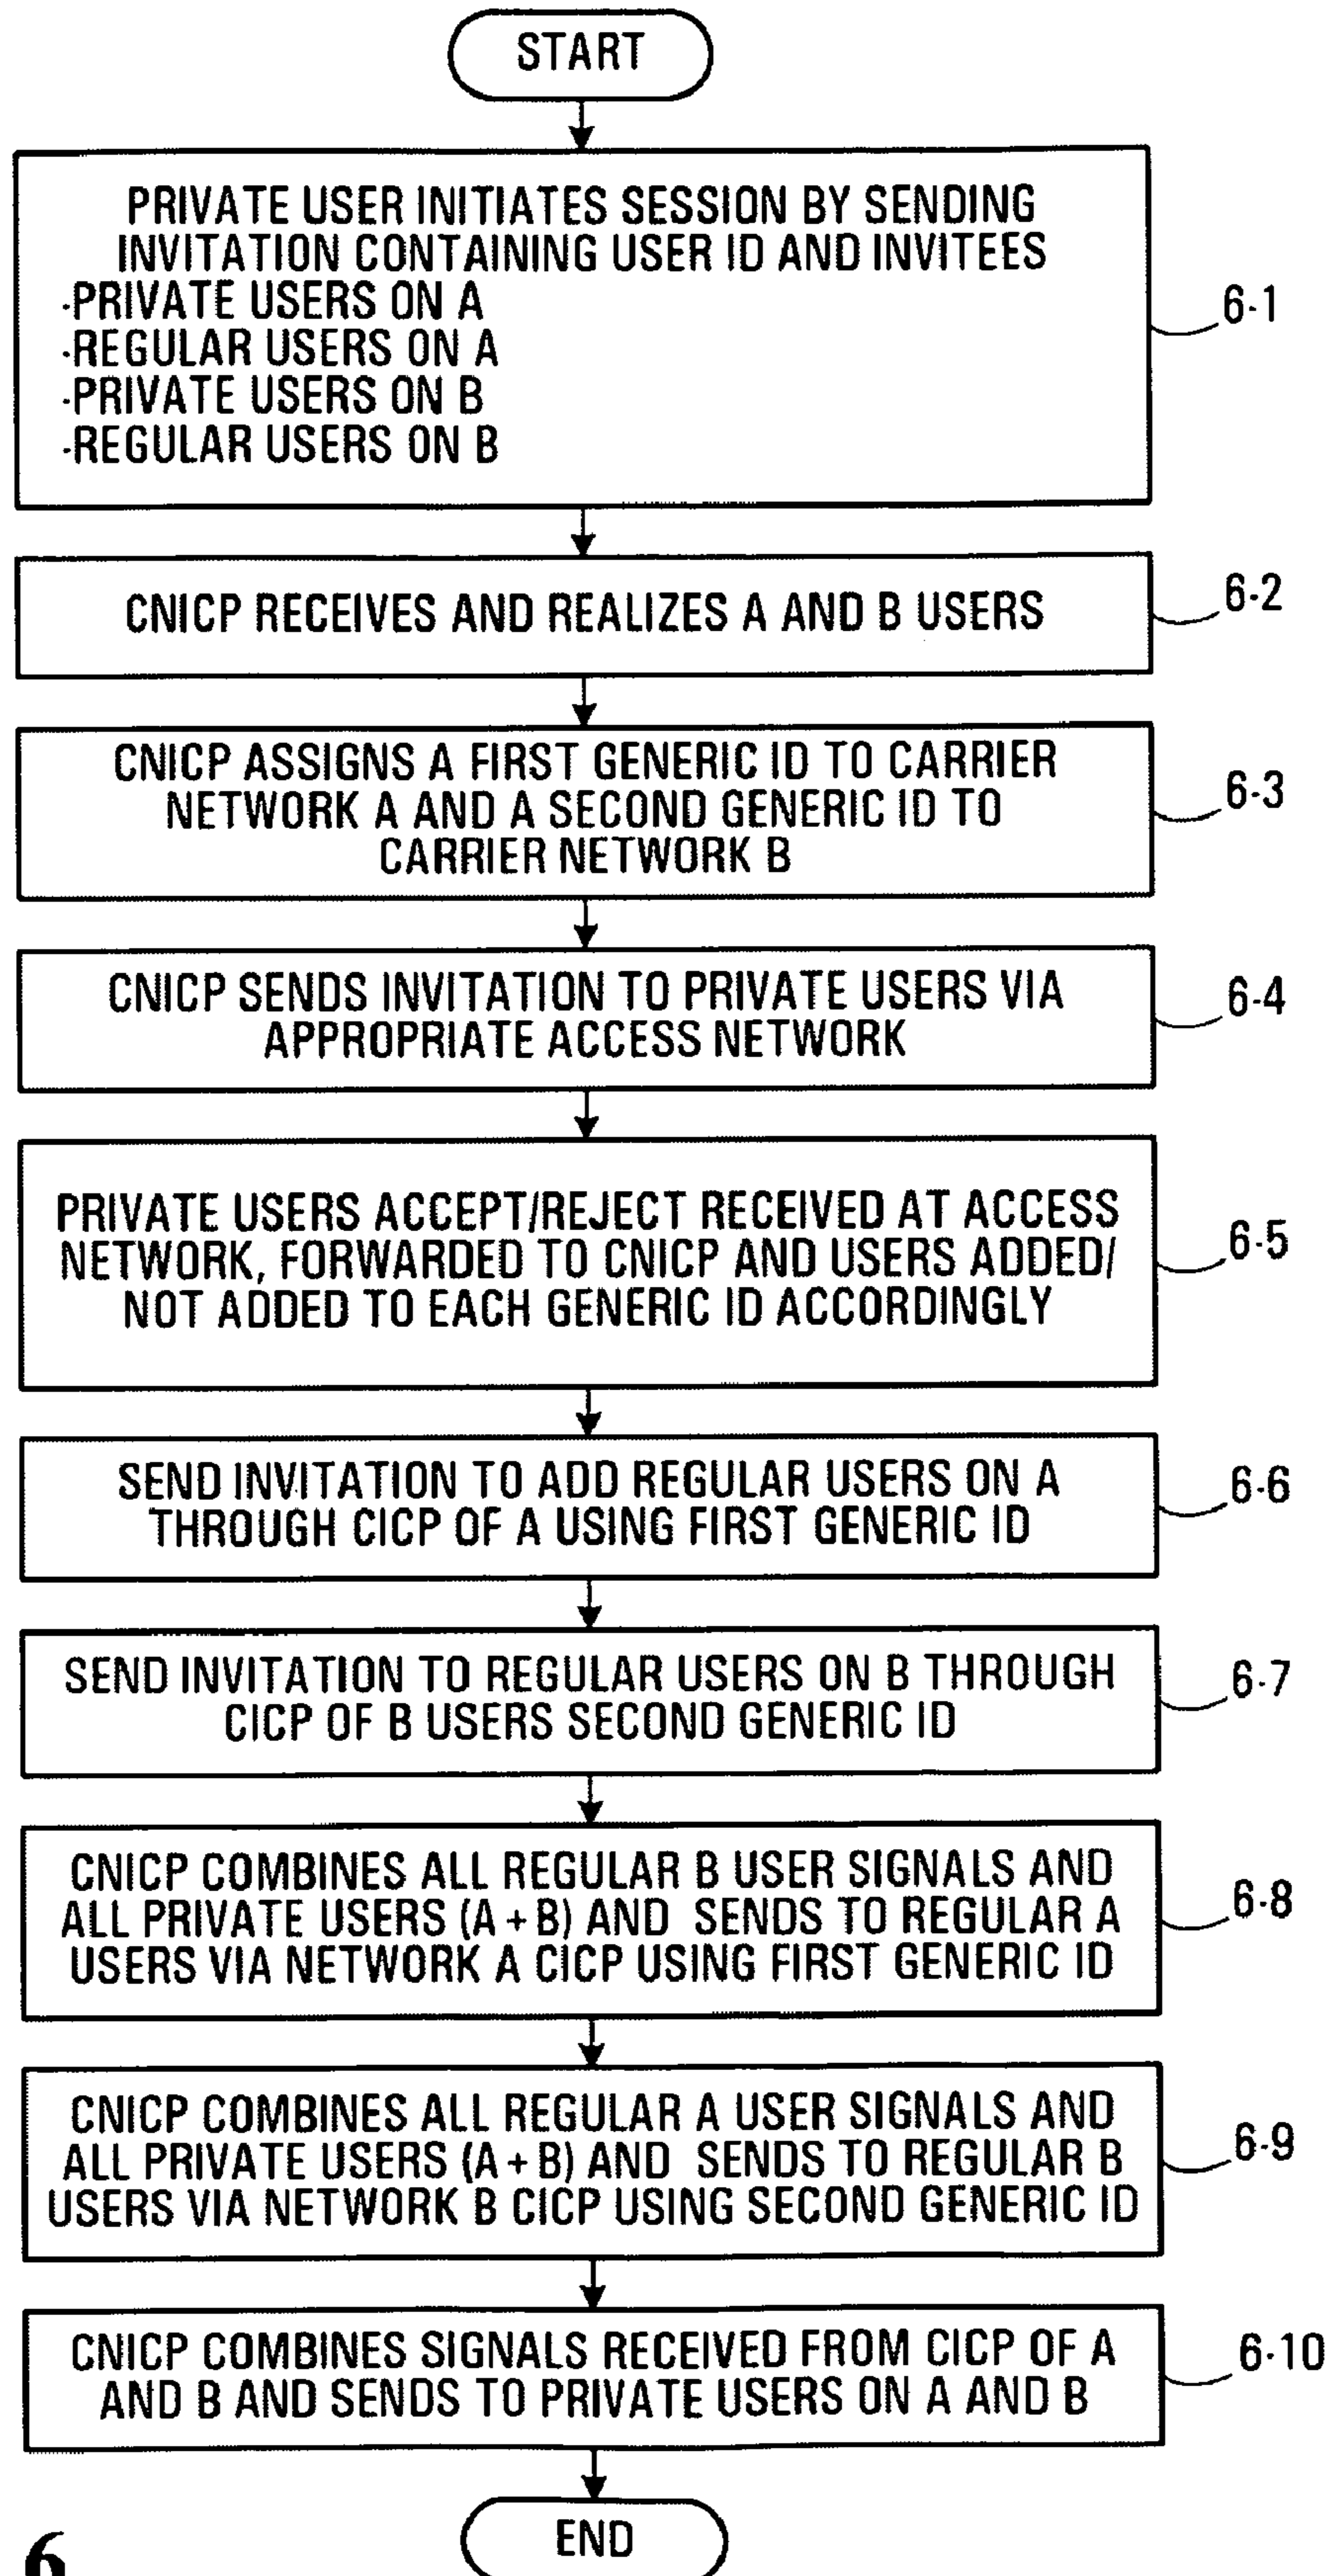 START
PRIVATE USER INITIATES SESSION BY SENDING
INVITATION CONTAINING USER ID AND INVITEES
·PRIVATE USERS ON A
·REGULAR USERS ON A
·PRIVATE USERS ON B
·REGULAR USERS ON B
6-1
CNICP RECEIVES AND REALIZES A AND B USERS
6-2
CNICP ASSIGNS A FIRST GENERIC ID TO CARRIER
NETWORK A AND A SECOND GENERIC ID TO
CARRIER NETWORK B
6-3
CNICP SENDS INVITATION TO PRIVATE USERS VIA
APPROPRIATE ACCESS NETWORK
6-4
PRIVATE USERS ACCEPT/REJECT RECEIVED AT ACCESS
NETWORK, FORWARDED TO CNICP AND USERS ADDED/
NOT ADDED TO EACH GENERIC ID ACCORDINGLY
6-5
SEND INVITATION TO ADD REGULAR USERS ON A
THROUGH CICP OF A USING FIRST GENERIC ID
6-6
SEND INVITATION TO REGULAR USERS ON B THROUGH
CICP OF B USERS SECOND GENERIC ID
6-7
CNICP COMBINES ALL REGULAR B USER SIGNALS AND
ALL PRIVATE USERS (A + B) AND SENDS TO REGULAR A
USERS VIA NETWORK A CICP USING FIRST GENERIC ID
6-8
CNICP COMBINES ALL REGULAR A USER SIGNALS AND
ALL PRIVATE USERS (A + B) AND SENDS TO REGULAR B
USERS VIA NETWORK B CICP USING SECOND GENERIC ID
6-9
CNICP COMBINES SIGNALS RECEIVED FROM CICP OF A
AND B AND SENDS TO PRIVATE USERS ON A AND B
6-10
END
6